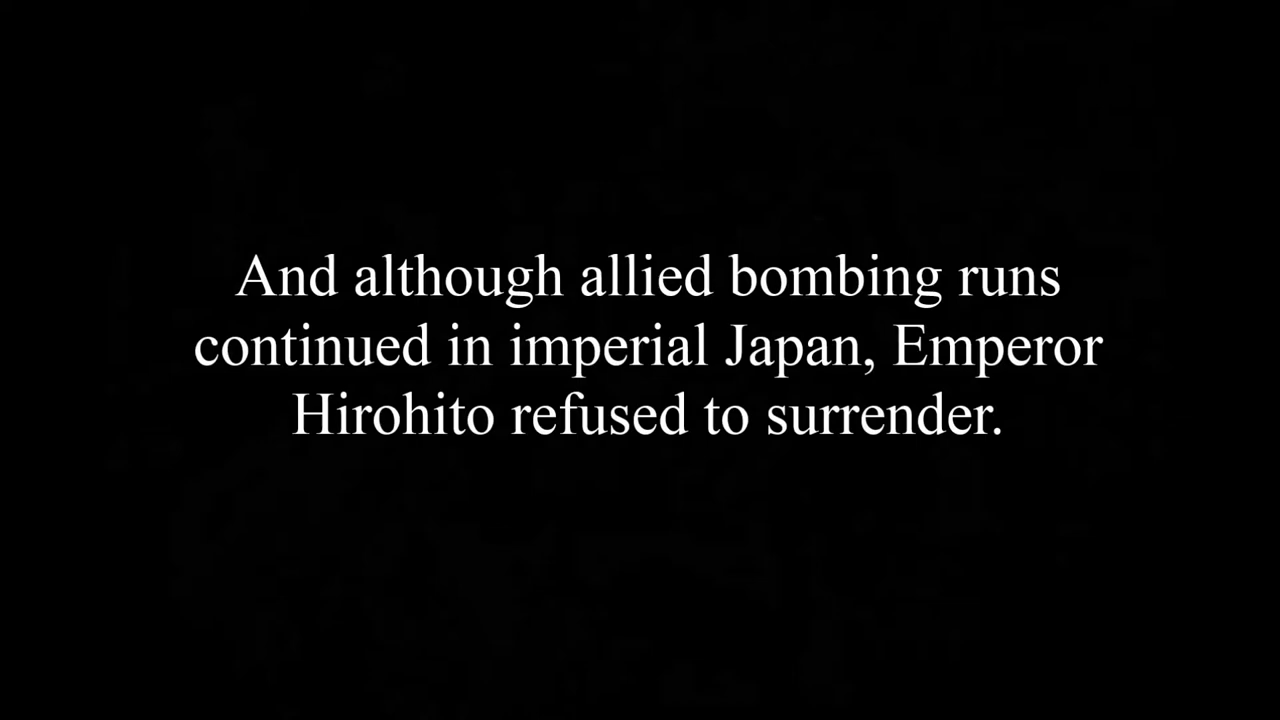 And although allied bombing runs
continued in imperial Japan, Emperor
Hirohito refused to surrender.